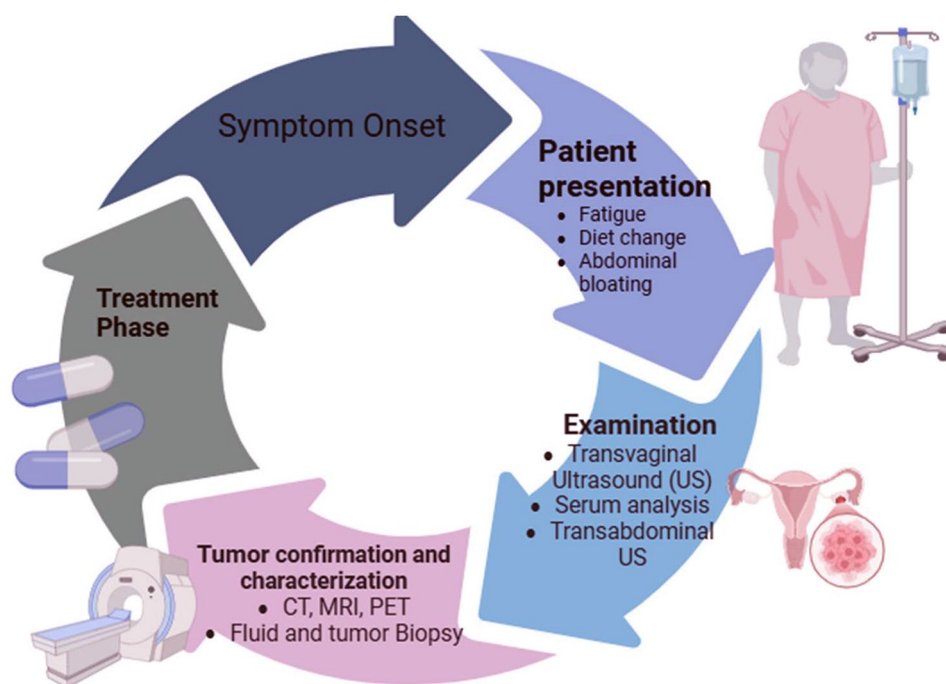 Symptom Onset
Patient
presentation
• Fatigue
• Diet change
• Abdominal
bloating
Examination
• Transvaginal
Ultrasound (US)
• Serum analysis
• Transabdominal
US
Tumor confirmation and
characterization
• CT, MRI, PET
• Fluid and tumor Biopsy
Treatment
Phase